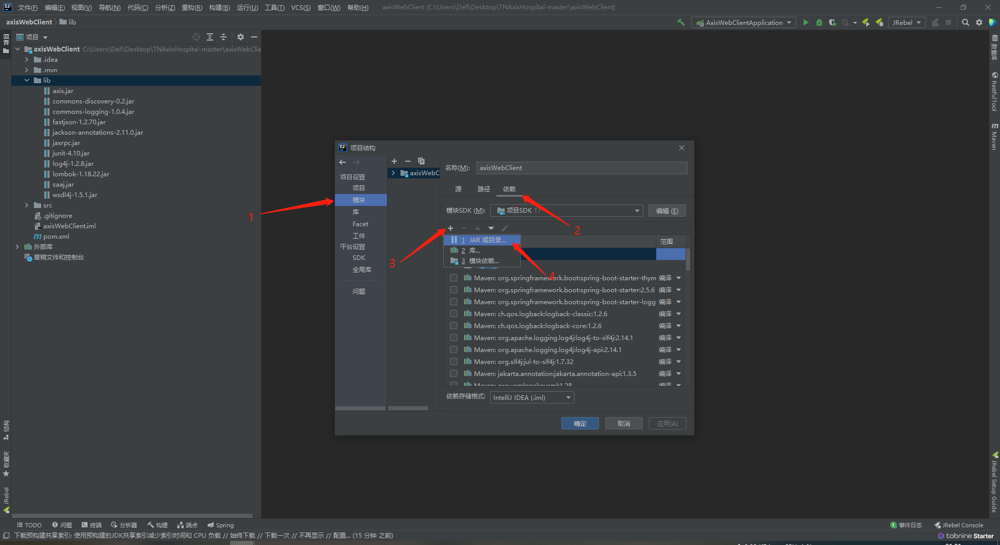 文件(F) 编辑(E) 视图(V) 导航(N) 代码(C) 分析(Z) 重构(R) 构建(B) 运行(U) 工具(T) VCS(S) 窗口(W) 帮助(H) axisWebClient [C:\Users\Dell\Desktop\TNAxisHospital-master\axisWebClient]
axisWebClient lib AxisWebClientApplication JRebel
项目
项目
axisWebClient C:\Users\Dell\Desktop\TNAxisHospital-master\axisWebClie
.idea
.mvn
lib
axis.jar
commons-discovery-0.2.jar
commons-logging-1.0.4.jar
fastjson-1.2.70.jar
jackson-annotations-2.11.0.jar
jaxrpc.jar
junit-4.10.jar
log4j-1.2.8.jar
lombok-1.18.22.jar
saaj.jar
wsdl4j-1.5.1.jar
src
.gitignore
axisWebClient.iml
pom.xml
外部库
草稿文件和控制台
结构
收藏夹
JRebel
项目结构
项目设置
项目
模块
库
Facet
工件
平台设置
SDK
全局库
问题
axisWebC
名称(M): axisWebClient
源 路径 依赖
模块SDK (M): 项目SDK 17 编辑 (E)
范围
1 JAR 或目录...
2 库...
3 模块依赖...
Maven: org.springframework.boot:spring-boot-starter-thym 编译
Maven: org.springframework.boot:spring-boot-starter:2.5.6 编译
Maven: org.springframework.boot:spring-boot-starter-logg 编译
Maven: ch.qos.logback:logback-classic:1.2.6 编译
Maven: ch.qos.logback:logback-core:1.2.6 编译
Maven: org.apache.logging.log4j:log4j-to-slf4j:2.14.1 编译
Maven: org.apache.logging.log4j:log4j-api:2.14.1 编译
Maven: org.slf4j:jul-to-slf4j:1.7.32 编译
Maven: jakarta.annotation:jakarta.annotation-api:1.3.5 编译
Maven: org.yaml:snakeyaml:1.28 编译
依赖存储格式: IntelliJ IDEA (.iml)
确定 取消 应用(A)
1
2
3
4
数据库
RestfulTool
Maven
JRebel Setup Guide
TODO 问题 终端 分析器 构建 端点 Spring 1 事件日志 JRebel Console
下载预构建共享索引: 使用预构建的JDK共享索引减少索引时间和 CPU 负载 // 始终下载 // 下载一次 // 不再显示 // 配置... (15 分钟 之前) tabnine Starter